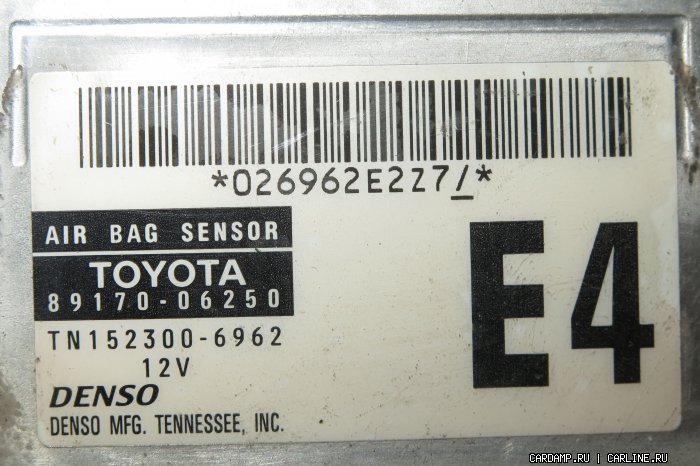 *026962E2Z7/*
AIR BAG SENSOR
TOYOTA
89170-06250
E4
TN152300-6962
12V
DENSO
DENSO MFG. TENNESSEE, INC.
CARDAMP.RU | CARLINE.RU